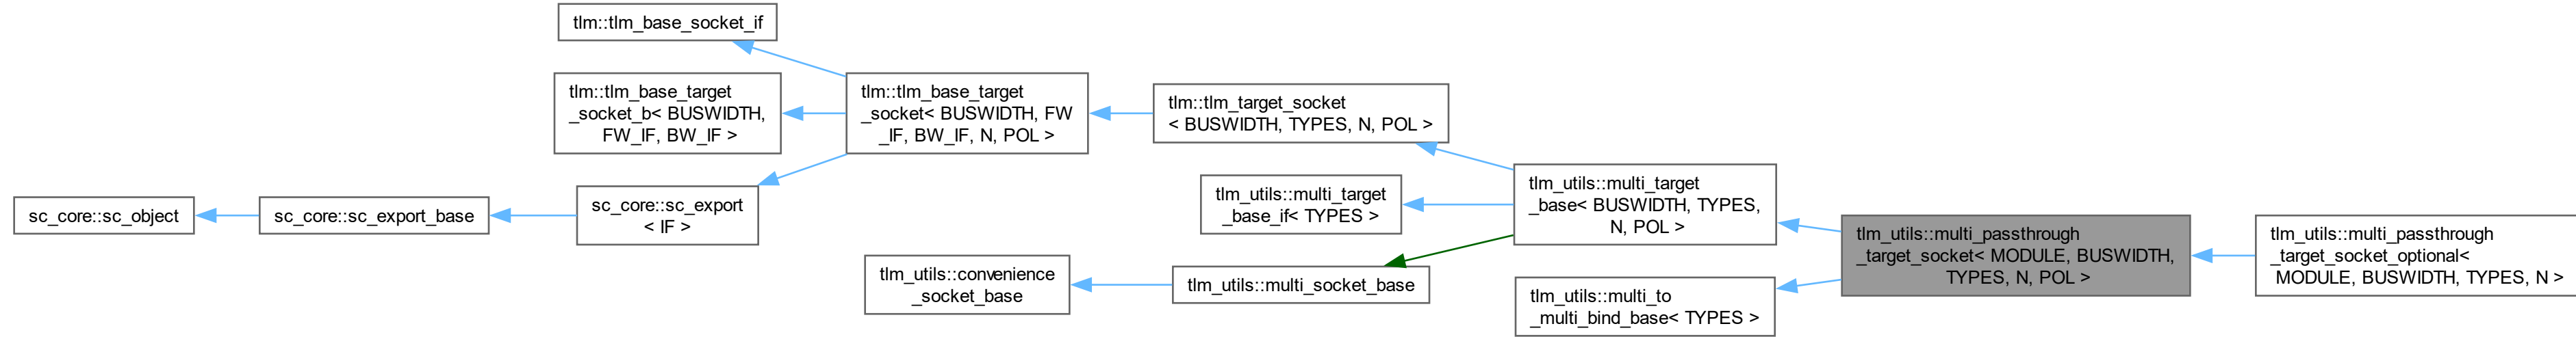 tlm::tlm_base_socket_if
tlm::tlm_base_target
_socket_b< BUSWIDTH,
FW_IF, BW_IF >
tlm::tlm_base_target
_socket< BUSWIDTH, FW
_IF, BW_IF, N, POL >
tlm::tlm_target_socket
< BUSWIDTH, TYPES, N, POL >
sc_core::sc_object
sc_core::sc_export_base
sc_core::sc_export
< IF >
tlm_utils::multi_target
_base_if< TYPES >
tlm_utils::multi_target
_base< BUSWIDTH, TYPES,
N, POL >
tlm_utils::convenience
_socket_base
tlm_utils::multi_socket_base
tlm_utils::multi_to
_multi_bind_base< TYPES >
tlm_utils::multi_passthrough
_target_socket< MODULE, BUSWIDTH,
TYPES, N, POL >
tlm_utils::multi_passthrough
_target_socket_optional<
MODULE, BUSWIDTH, TYPES, N >